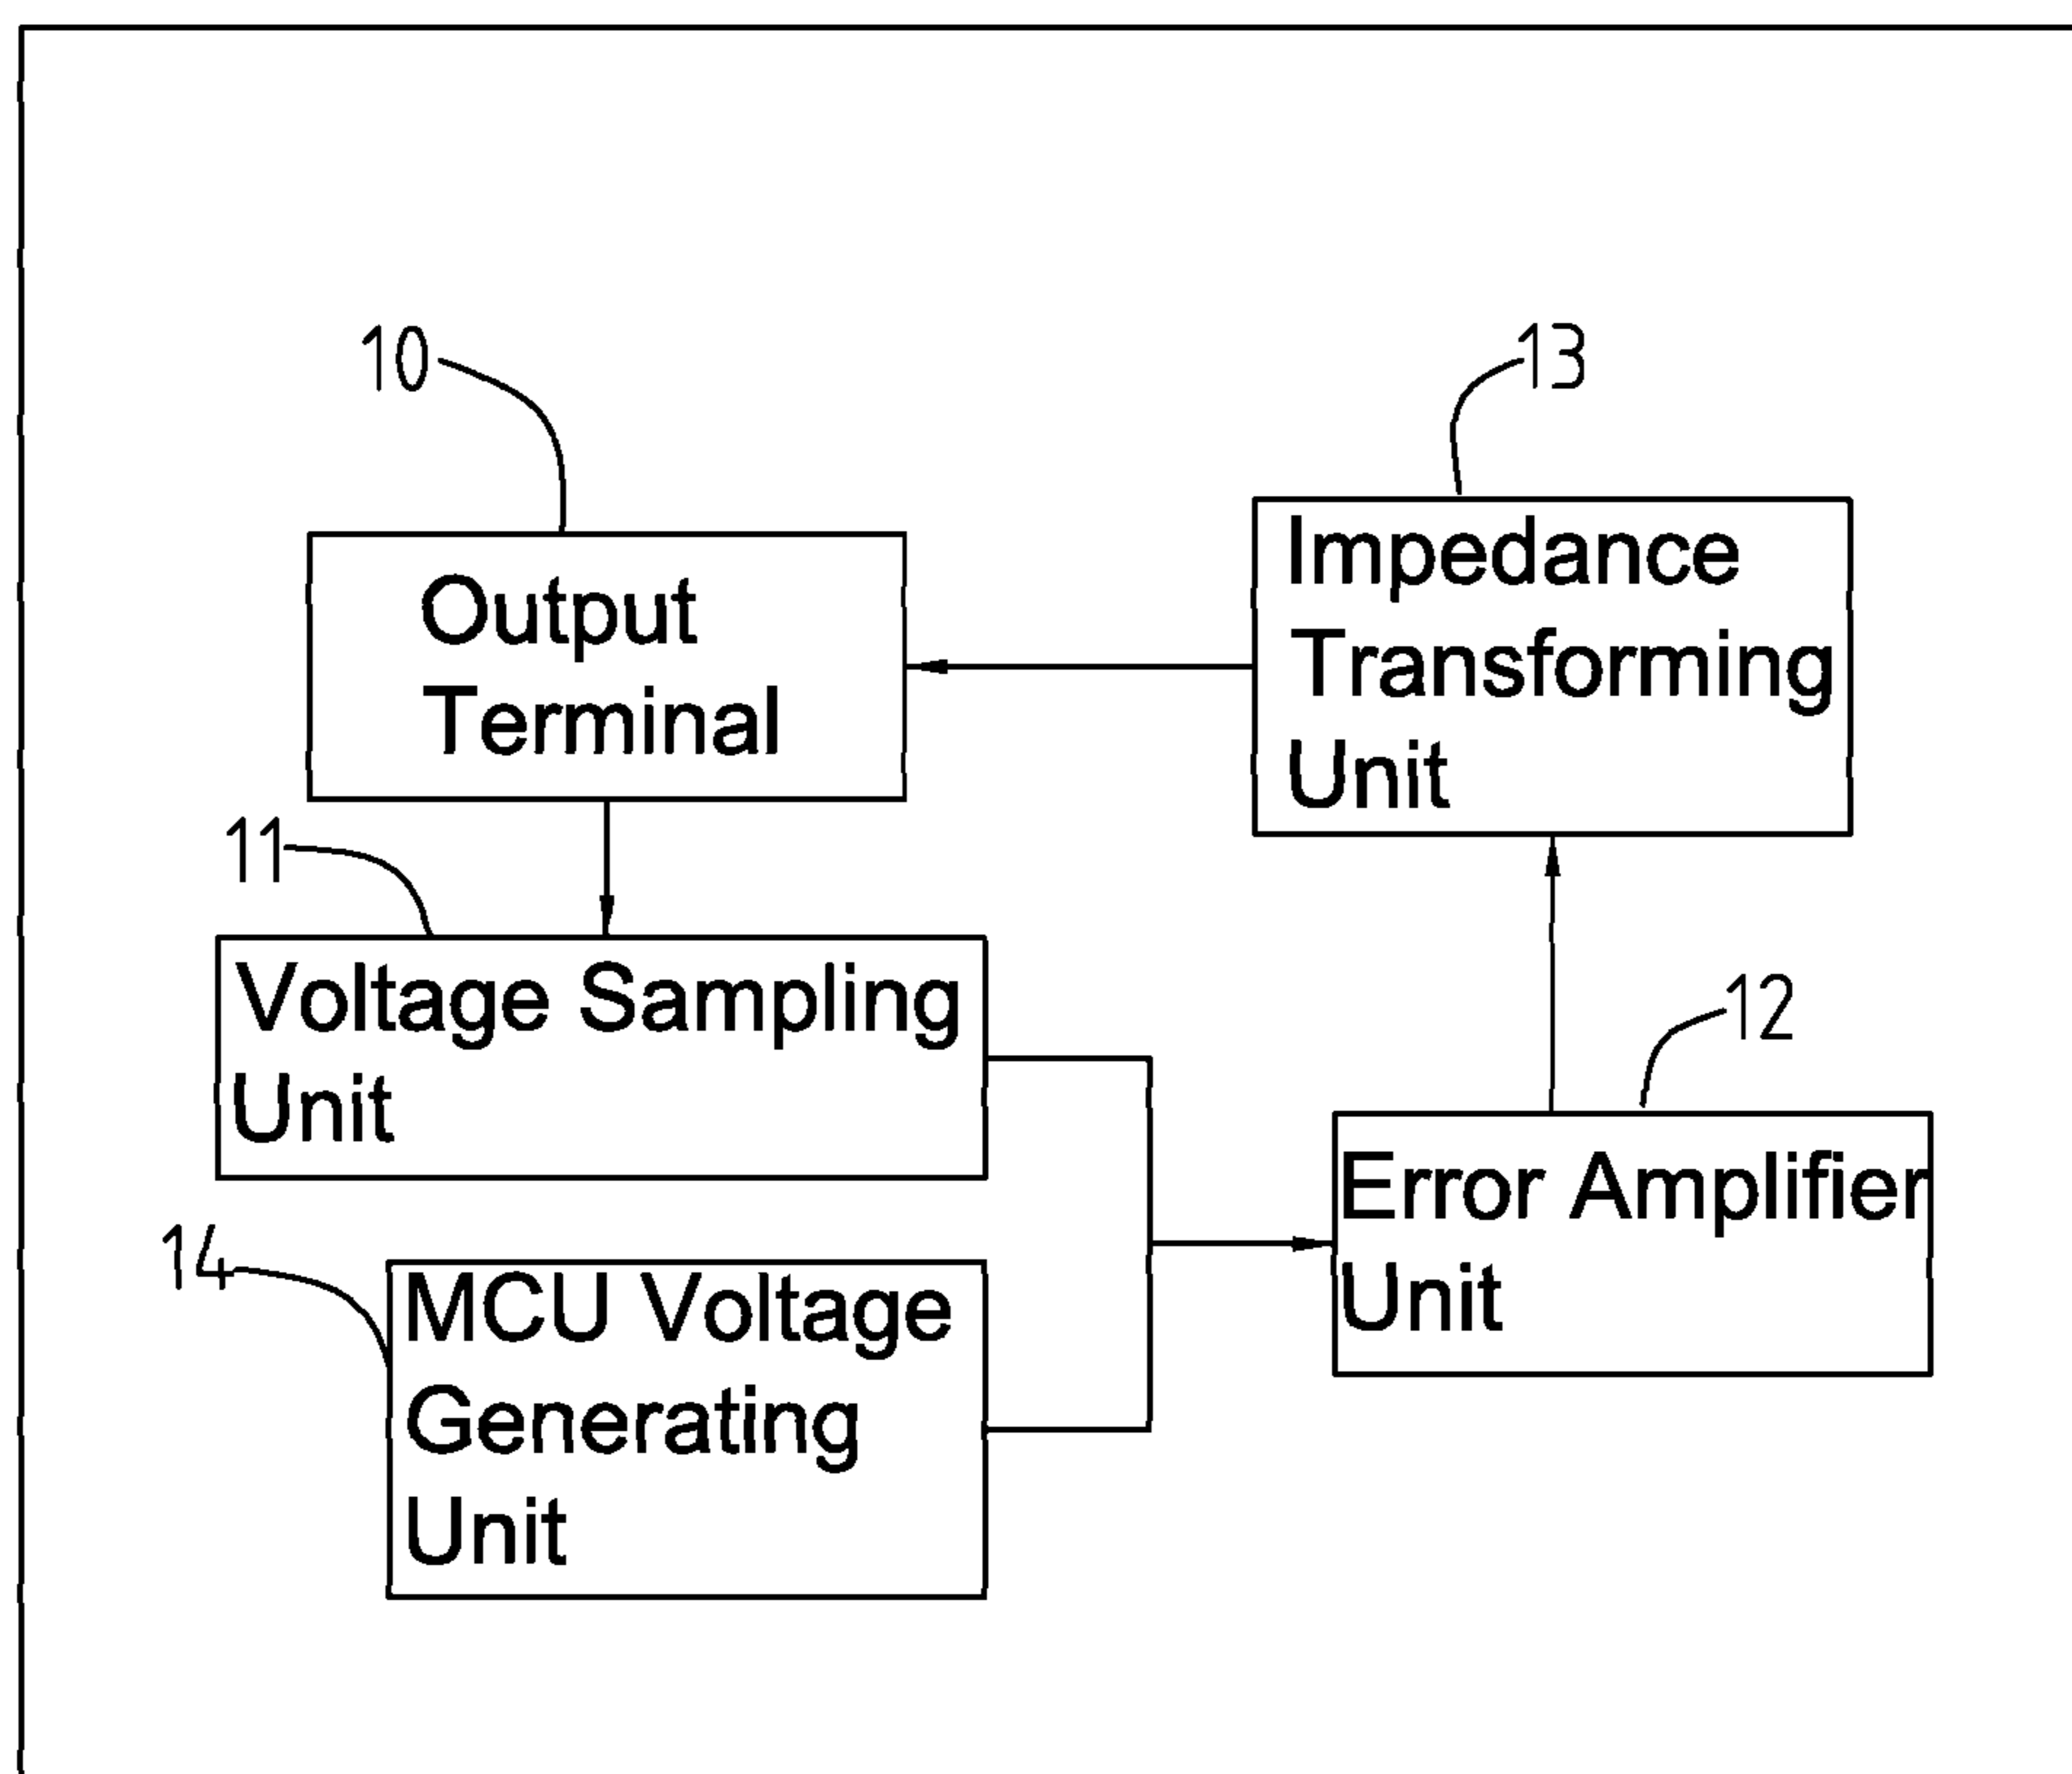 10
13
Output
Terminal
Impedance
Transforming
Unit
11
Voltage Sampling
Unit
12
Error Amplifier
Unit
14
MCU Voltage
Generating
Unit